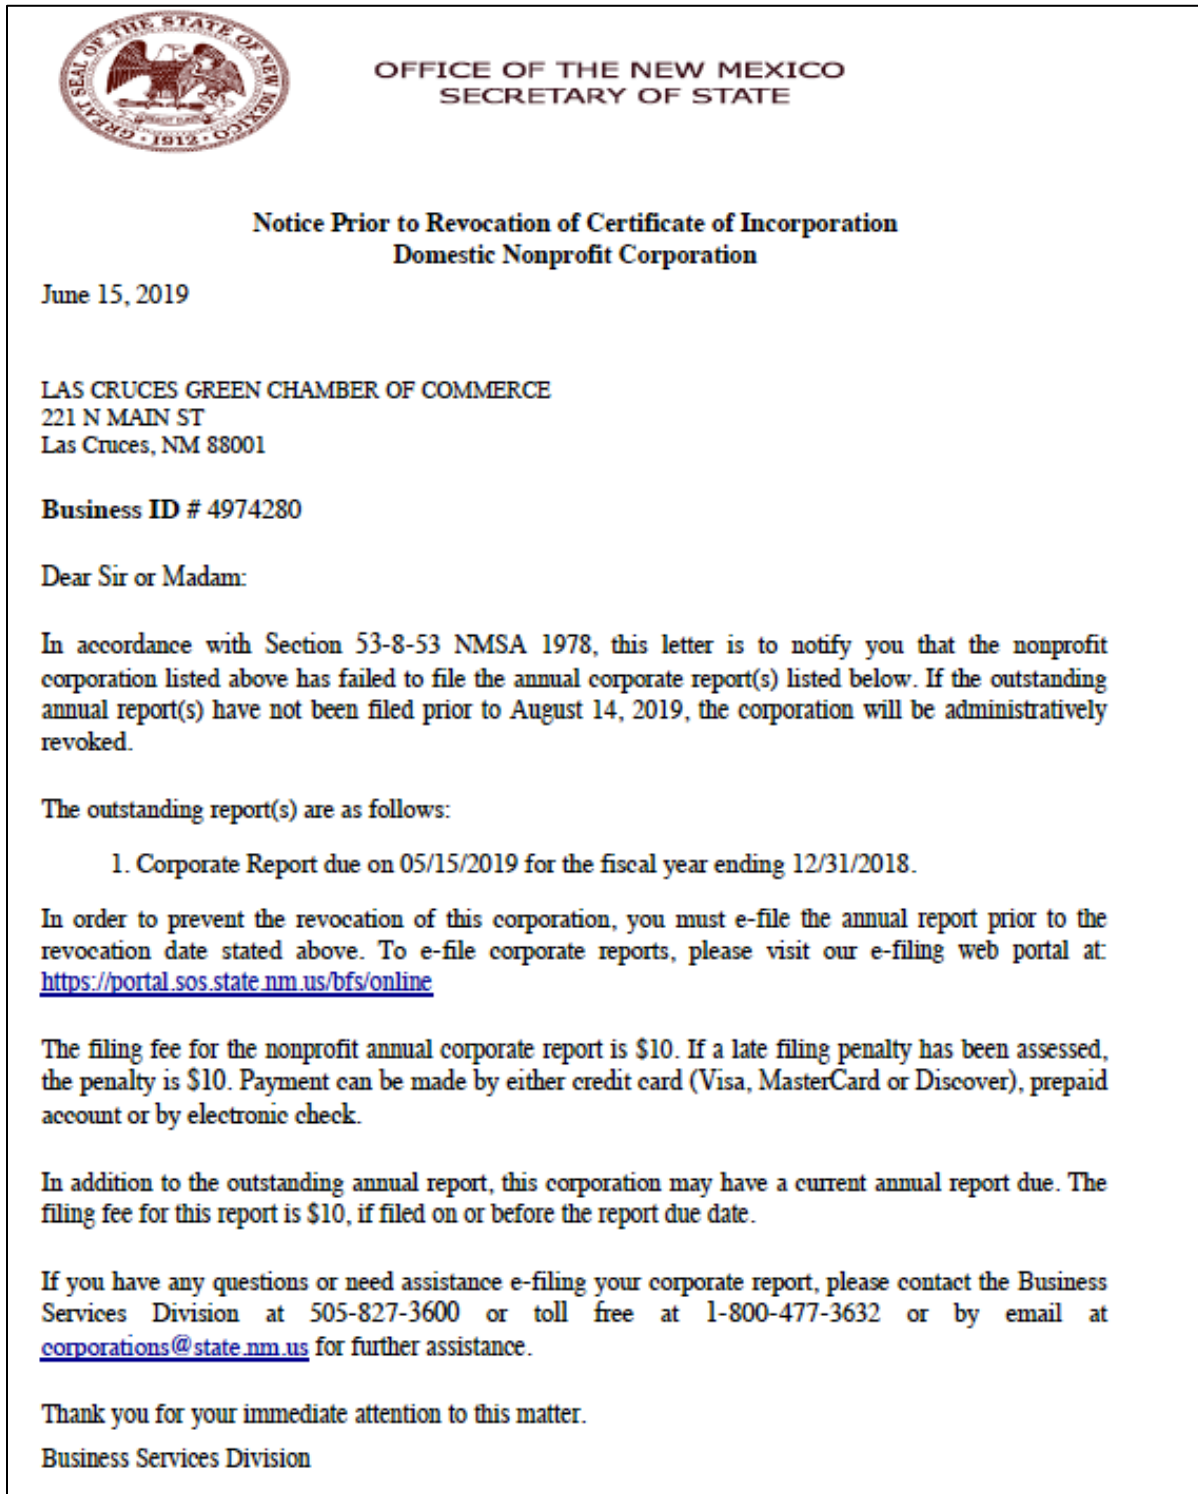 GREAT SEAL OF THE STATE OF NEW MEXICO
· 1912 ·
OFFICE OF THE NEW MEXICO
SECRETARY OF STATE
Notice Prior to Revocation of Certificate of Incorporation
Domestic Nonprofit Corporation
June 15, 2019
LAS CRUCES GREEN CHAMBER OF COMMERCE
221 N MAIN ST
Las Cruces, NM 88001
Business ID # 4974280
Dear Sir or Madam:
In accordance with Section 53-8-53 NMSA 1978, this letter is to notify you that the nonprofit
corporation listed above has failed to file the annual corporate report(s) listed below. If the outstanding
annual report(s) have not been filed prior to August 14, 2019, the corporation will be administratively
revoked.
The outstanding report(s) are as follows:
1. Corporate Report due on 05/15/2019 for the fiscal year ending 12/31/2018.
In order to prevent the revocation of this corporation, you must e-file the annual report prior to the
revocation date stated above. To e-file corporate reports, please visit our e-filing web portal at:
https://portal.sos.state.nm.us/bfs/online
The filing fee for the nonprofit annual corporate report is $10. If a late filing penalty has been assessed,
the penalty is $10. Payment can be made by either credit card (Visa, MasterCard or Discover), prepaid
account or by electronic check.
In addition to the outstanding annual report, this corporation may have a current annual report due. The
filing fee for this report is $10, if filed on or before the report due date.
If you have any questions or need assistance e-filing your corporate report, please contact the Business
Services Division at 505-827-3600 or toll free at 1-800-477-3632 or by email at
corporations@state.nm.us for further assistance.
Thank you for your immediate attention to this matter.
Business Services Division